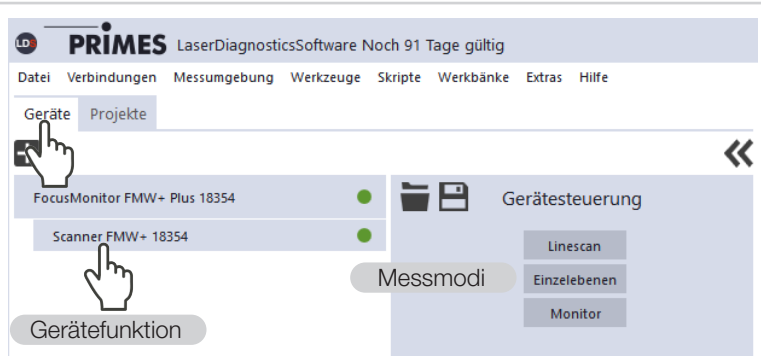 LDS PRIMES LaserDiagnosticsSoftware Noch 91 Tage gültig
Datei Verbindungen Messumgebung Werkzeuge Skripte Werkbänke Extras Hilfe
Geräte Projekte
FocusMonitor FMW+ Plus 18354
Scanner FMW+ 18354
Gerätefunktion
Gerätesteuerung
Linescan
Messmodi
Einzelebenen
Monitor